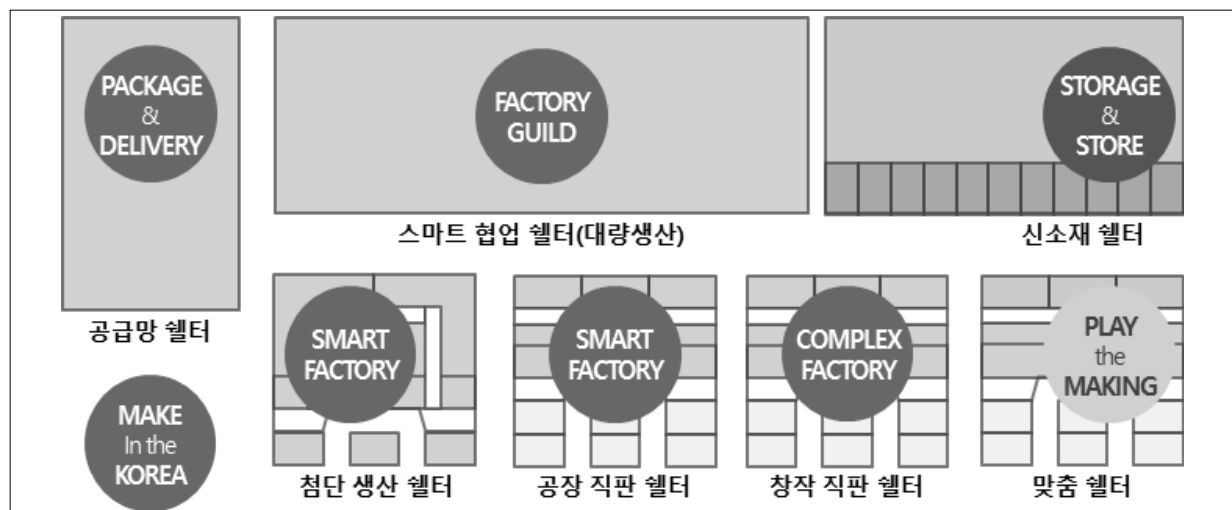 PACKAGE
&
DELIVERY
FACTORY
GUILD
STORAGE
&
STORE
스마트 협업 쉘터(대량생산)
신소재 쉘터
공급망 쉘터
SMART
FACTORY
SMART
FACTORY
COMPLEX
FACTORY
PLAY
the
MAKING
MAKE
In the
KOREA
첨단 생산 쉘터
공장 직판 쉘터
창작 직판 쉘터
맞춤 쉘터